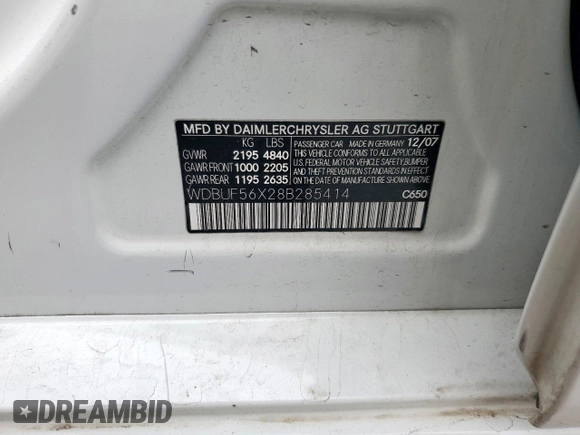 MFD BY DAIMLERCHRYSLER AG STUTTGART
KG LBS
GVWR 2195 4840
GAWR FRONT 1000 2205
GAWR REAR 1195 2635
PASSENGER CAR MADE IN GERMANY 12/07
THIS VEHICLE CONFORMS TO ALL APPLICABLE
U.S. FEDERAL MOTOR VEHICLE SAFETY, BUMPER
AND THEFT PREVENTION STANDARDS IN EFFECT
ON THE DATE OF MANUFACTURE SHOWN ABOVE
WDBUF56X28B285414
C650
DREAMBID